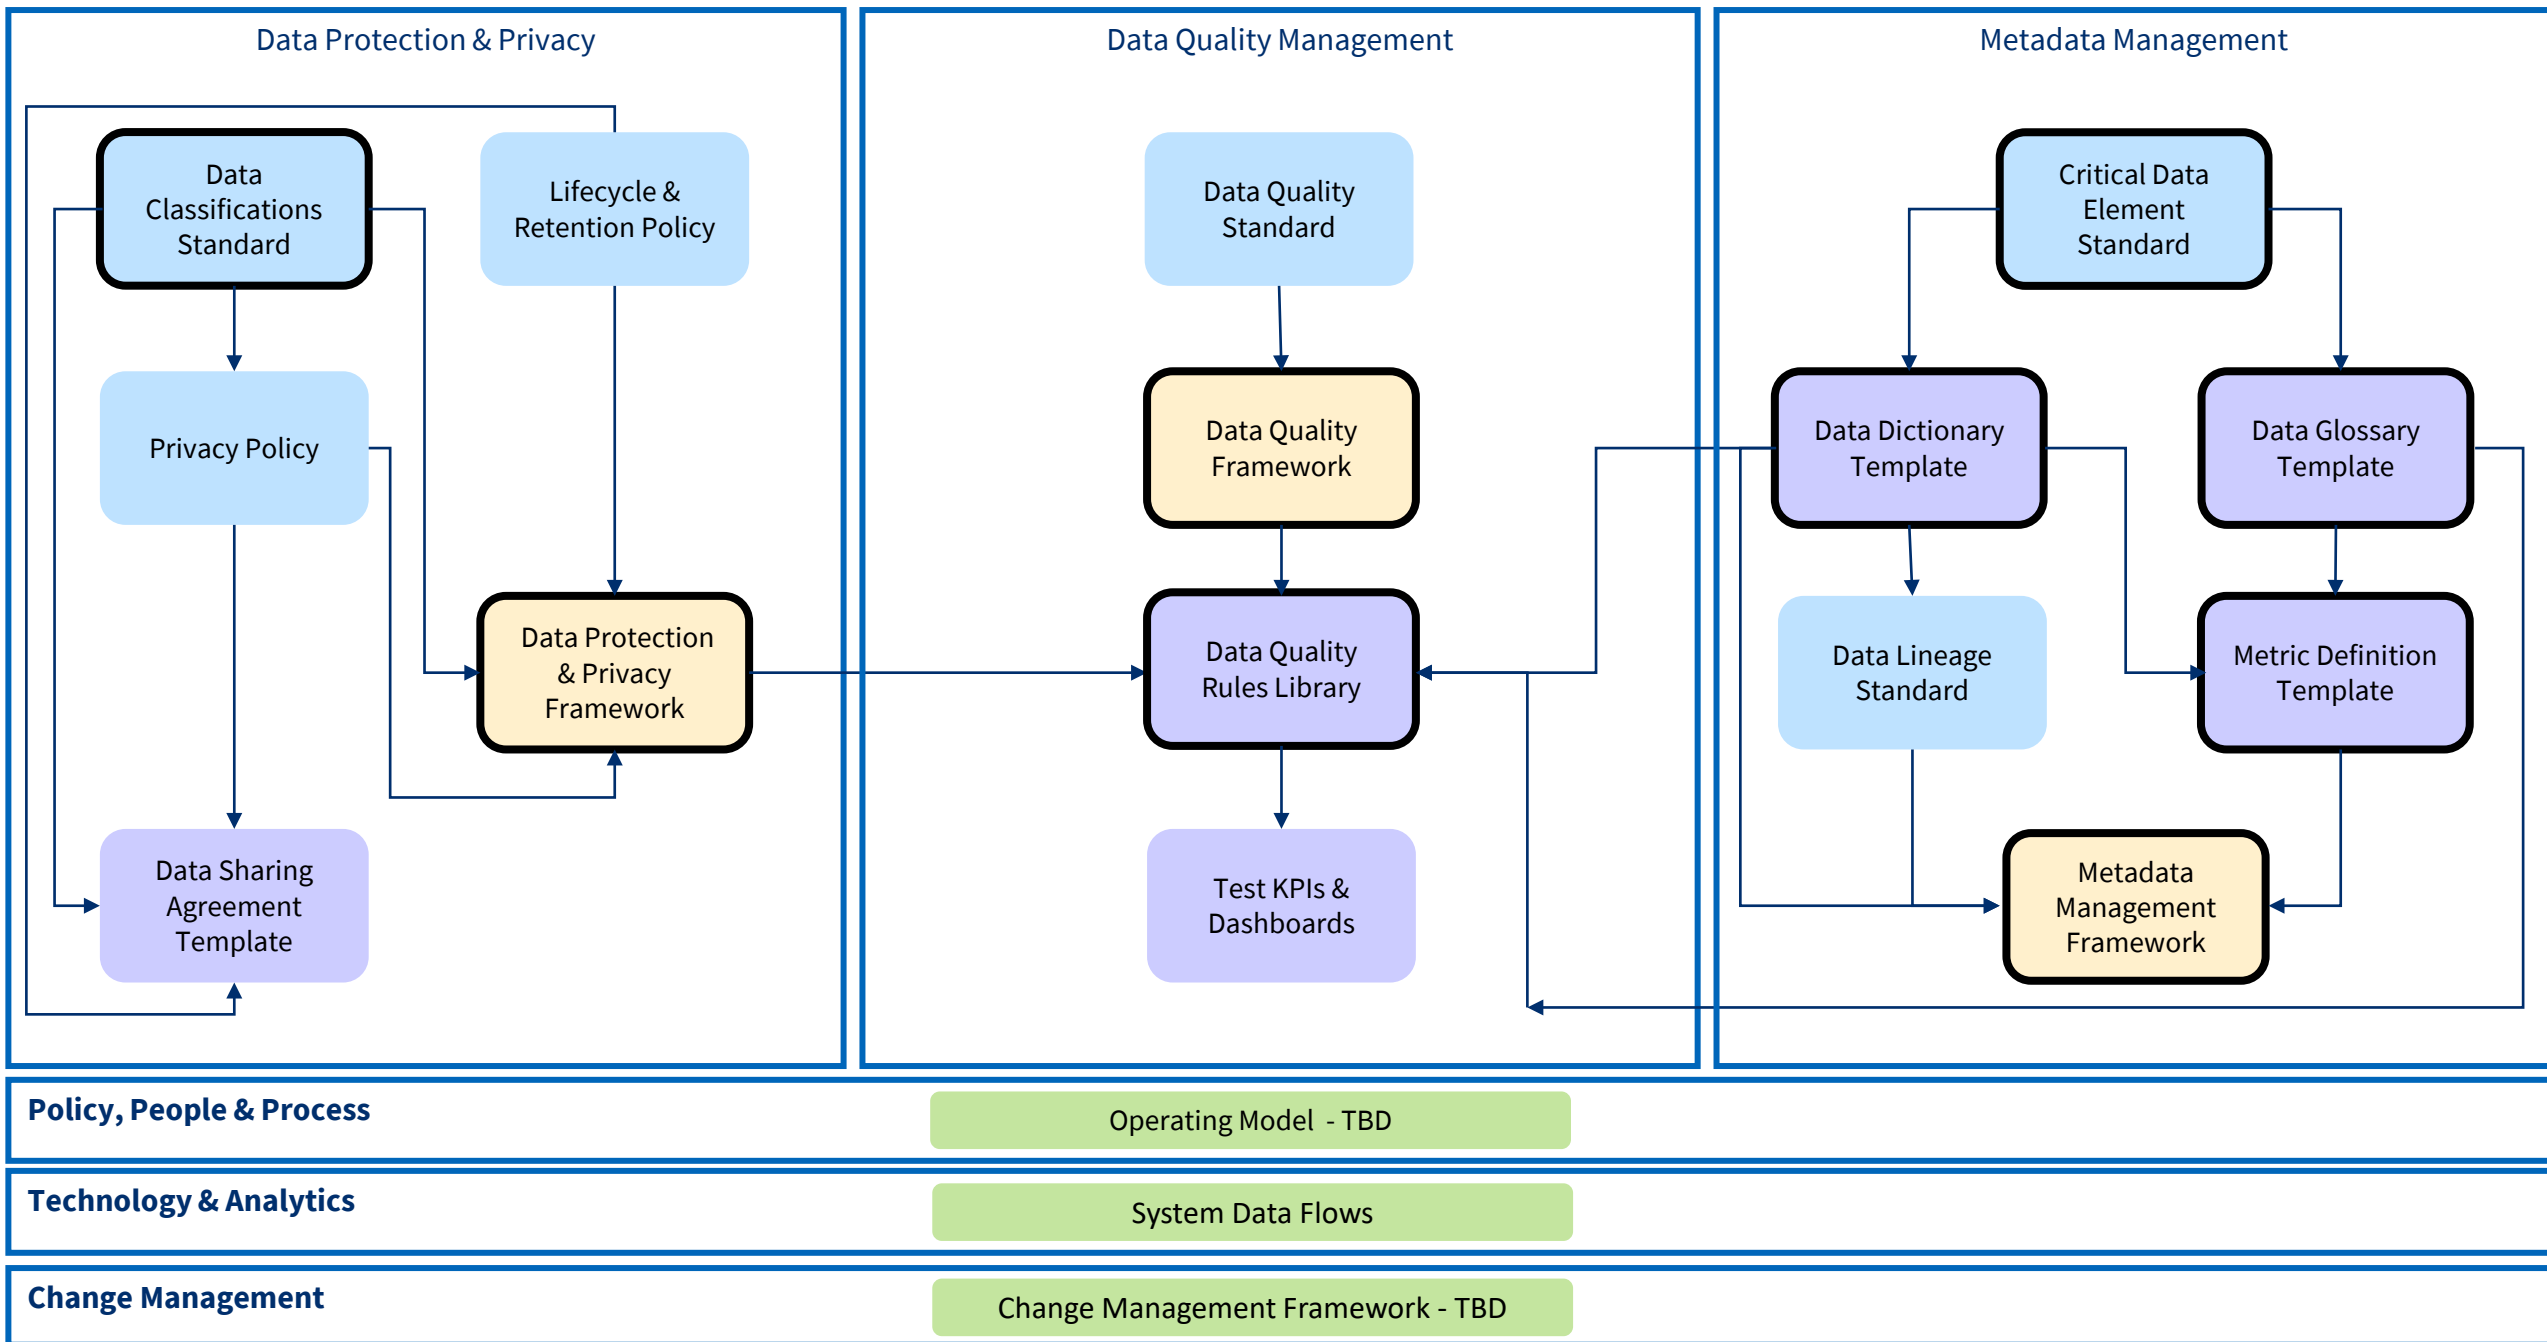 Data Protection & Privacy
Data
Classifications
Standard
Lifecycle &
Retention Policy
Privacy Policy
Data Protection
& Privacy
Framework
Data Sharing
Agreement
Template
Data Quality Management
Data Quality
Standard
Data Quality
Framework
Data Quality
Rules Library
Test KPIs &
Dashboards
Metadata Management
Critical Data
Element
Standard
Data Dictionary
Template
Data Glossary
Template
Data Lineage
Standard
Metric Definition
Template
Metadata
Management
Framework
Policy, People & Process
Operating Model - TBD
Technology & Analytics
System Data Flows
Change Management
Change Management Framework - TBD